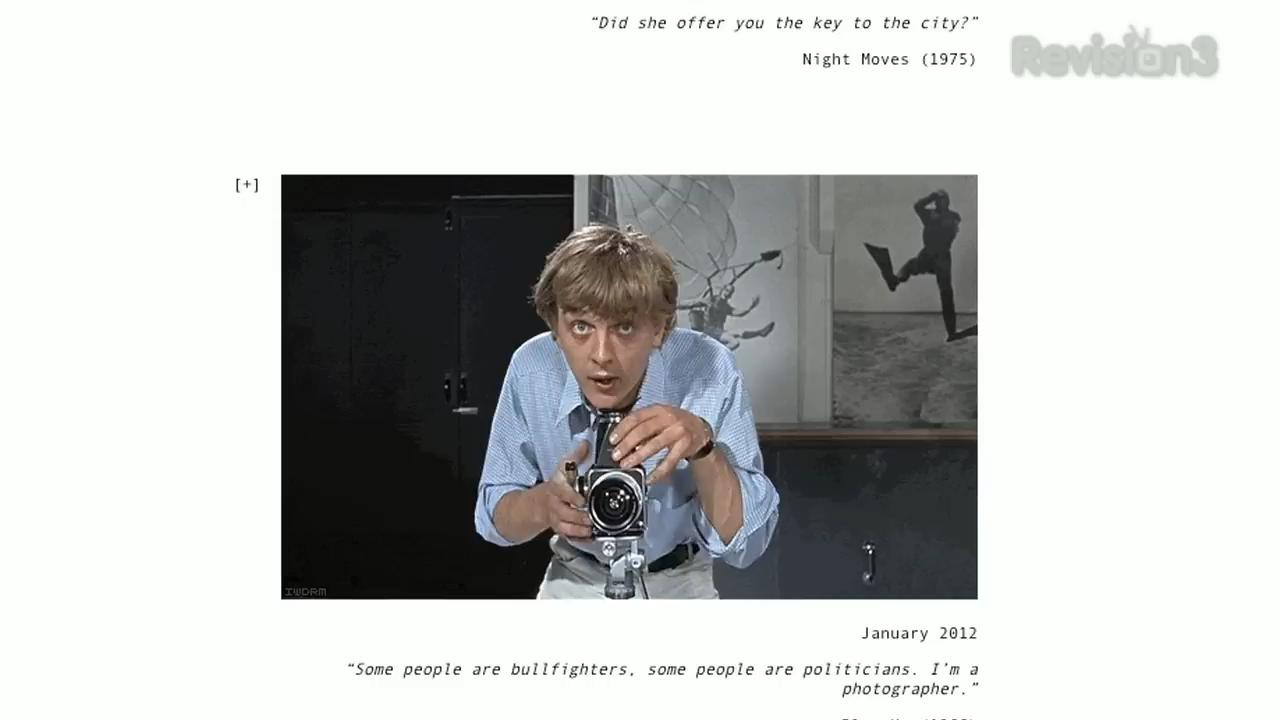 “Did she offer you the key to the city?”
Night Moves (1975)
Revision3
[+]
IWDRM
January 2012
“Some people are bullfighters, some people are politicians. I’m a
photographer.”